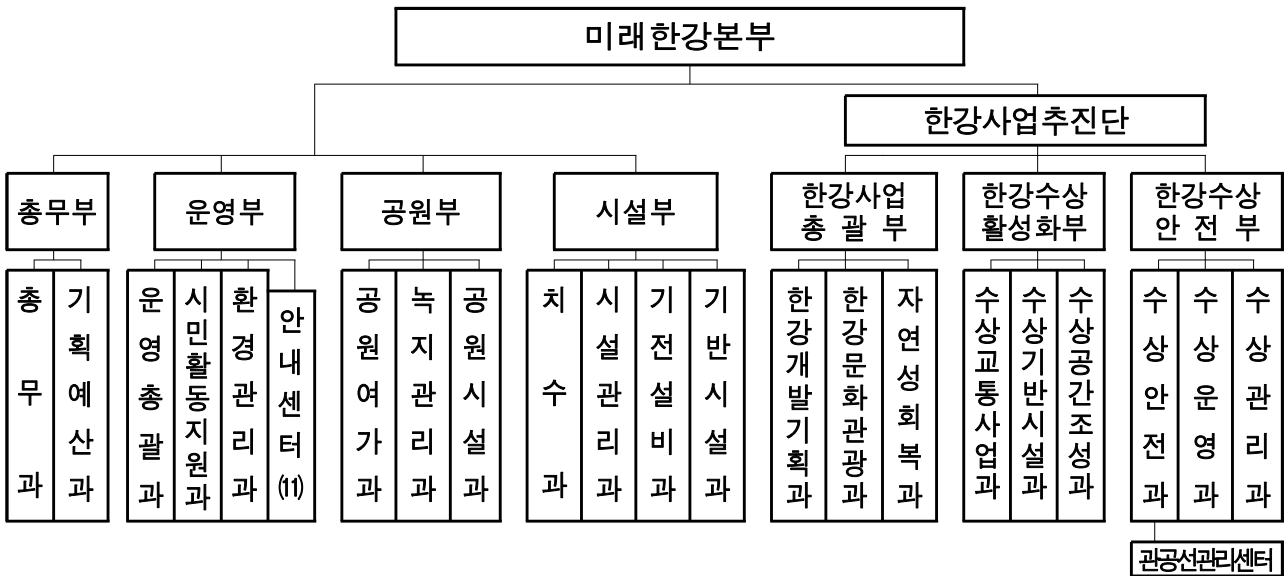 미래한강본부
한강사업추진단
총무부
운영부
공원부
시설부
한강사업
총 괄 부
한강수상
활성화부
한강수상
안 전 부
총무과
기획예산과
운영총괄과
시민활동지원과
환경관리과
안내센터(11)
공원여가과
녹지관리과
공원시설과
치수과
시설관리과
기전설비과
기반시설과
한강개발기획과
한강문화관광과
자연성회복과
수상교통사업과
수상기반시설과
수상공간조성과
수상안전과
수상운영과
수상관리과
관공선관리센터